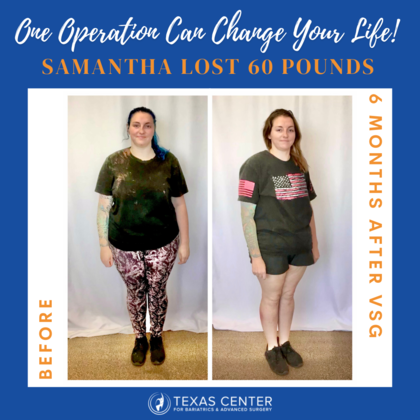 One Operation Can Change Your Life!
SAMANTHA LOST 60 POUNDS
BEFORE
6 MONTHS AFTER VSG
TEXAS CENTER
FOR BARIATRICS & ADVANCED SURGERY